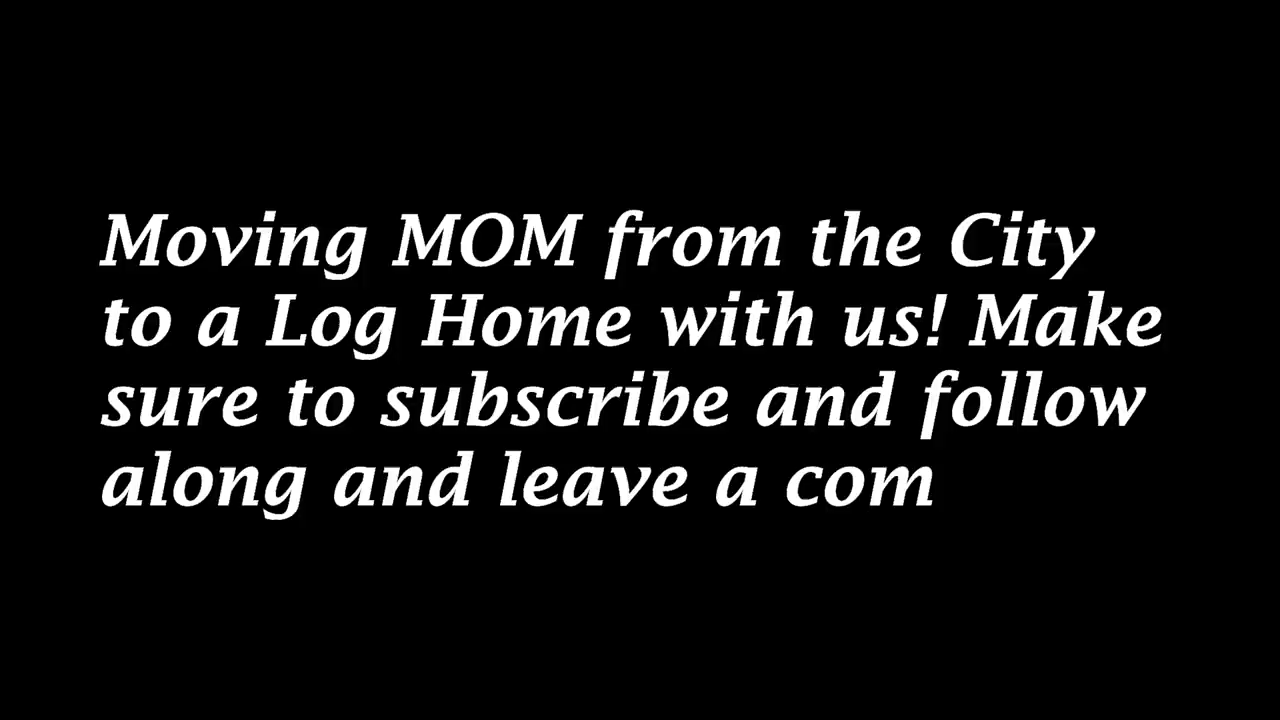 Moving MOM from the City
to a Log Home with us! Make
sure to subscribe and follow
along and leave a com